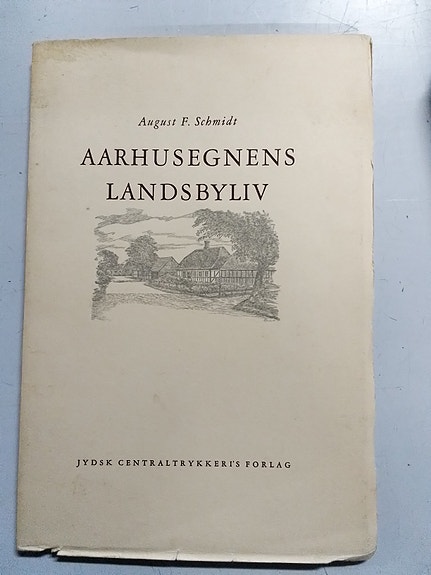 August F. Schmidt
AARHUSEGNENS
LANDSBYLIV
JYDSK CENTRALTRYKKERI'S FORLAG